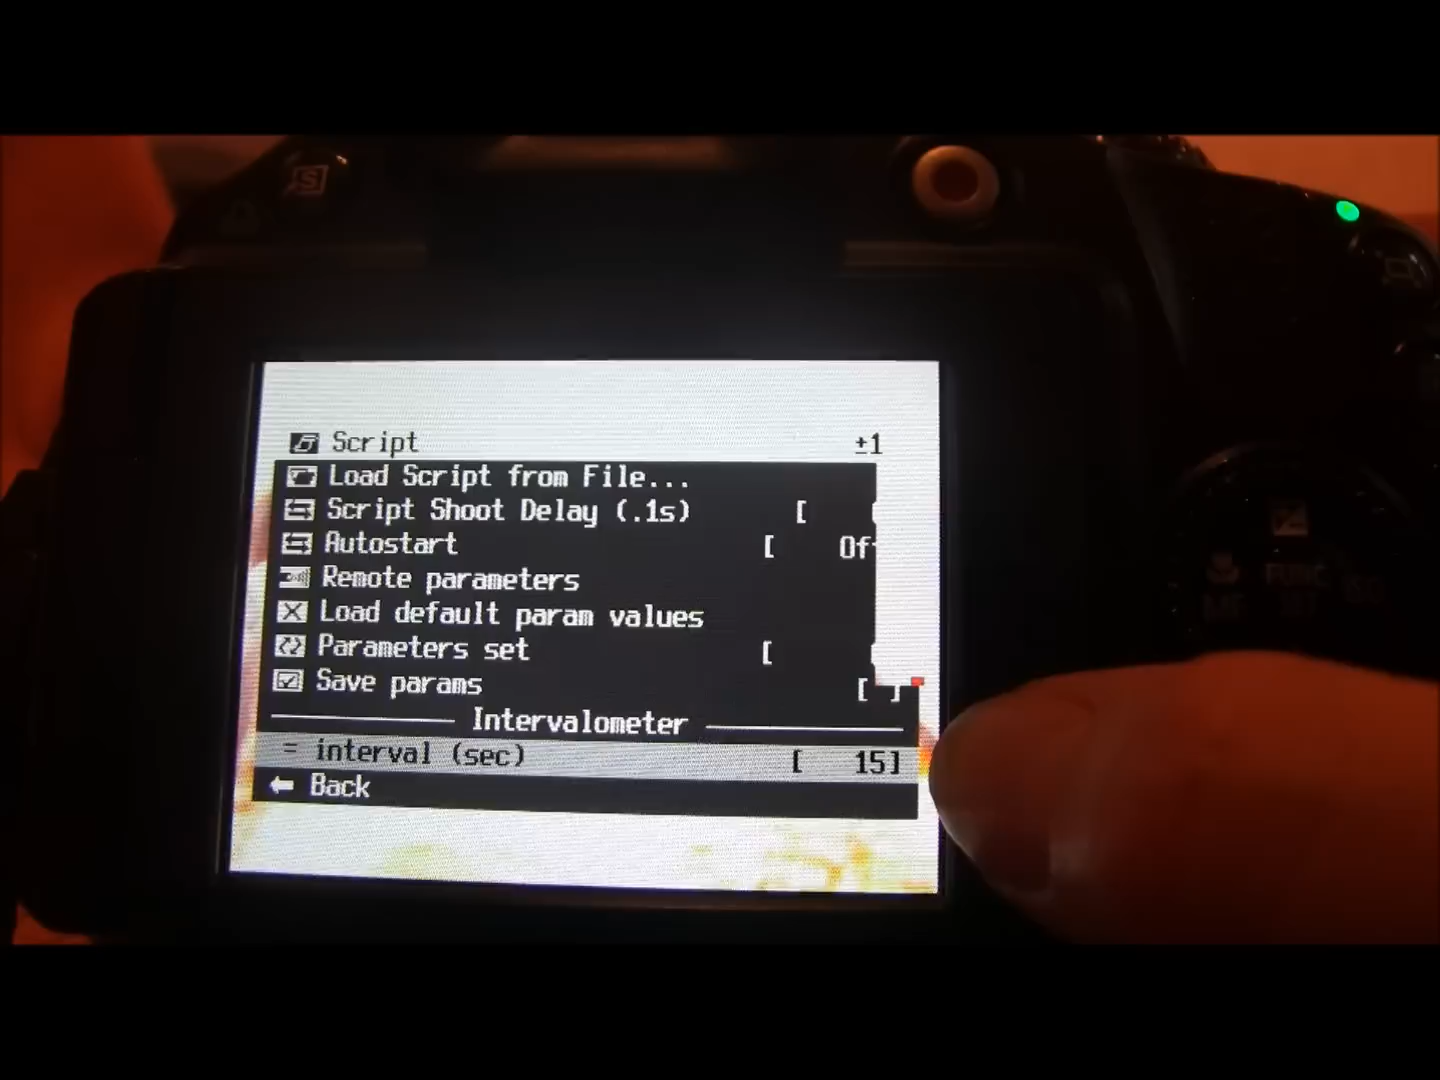 Script ±1
Load Script from File...
Script Shoot Delay (.1s) [
Autostart [ Of
Remote parameters
Load default param values
Parameters set [
Save params [ ]
Intervalometer
= interval (sec) [ 15]
Back
S
FUNC